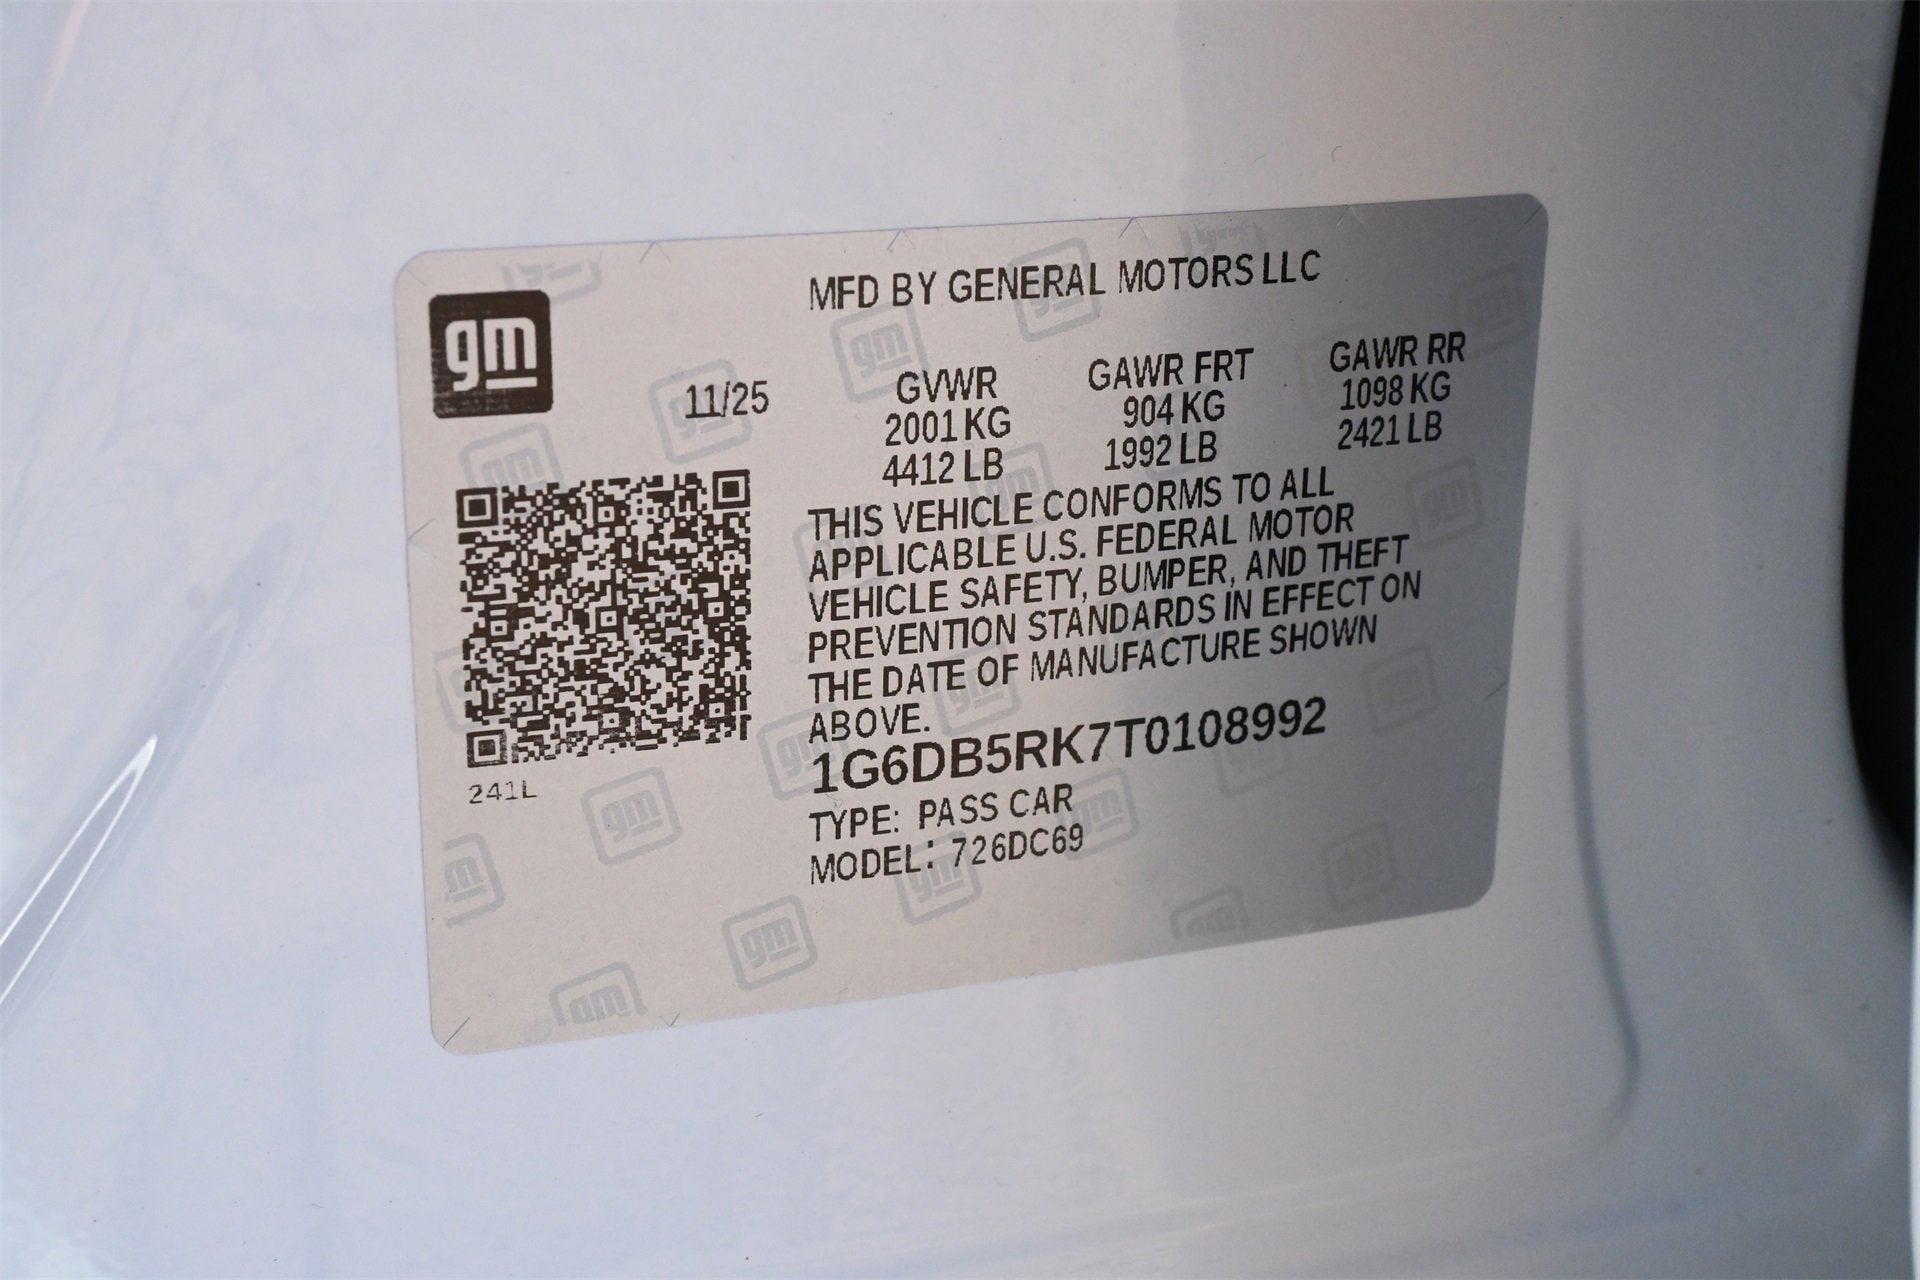 gm
MFD BY GENERAL MOTORS LLC
11/25
GVWR GAWR FRT GAWR RR
2001 KG 904 KG 1098 KG
4412 LB 1992 LB 2421 LB
THIS VEHICLE CONFORMS TO ALL
APPLICABLE U.S. FEDERAL MOTOR
VEHICLE SAFETY, BUMPER, AND THEFT
PREVENTION STANDARDS IN EFFECT ON
THE DATE OF MANUFACTURE SHOWN
ABOVE.
1G6DB5RK7T0108992
241L
TYPE: PASS CAR
MODEL: 726DC69